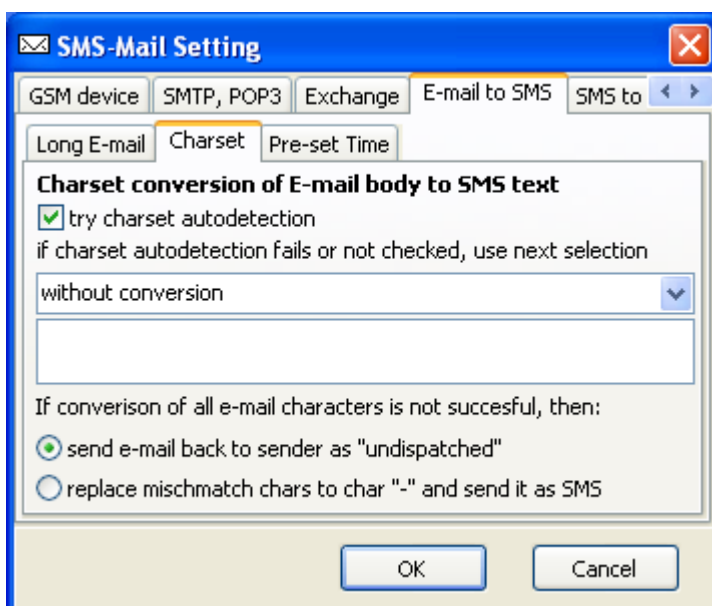 SMS-Mail Setting
GSM device SMTP, POP3 Exchange E-mail to SMS SMS to
Long E-mail Charset Pre-set Time
Charset conversion of E-mail body to SMS text
try charset autodetection
if charset autodetection fails or not checked, use next selection
without conversion
If converison of all e-mail characters is not succesful, then:
send e-mail back to sender as "undispatched"
replace mischmatch chars to char "-" and send it as SMS
OK Cancel